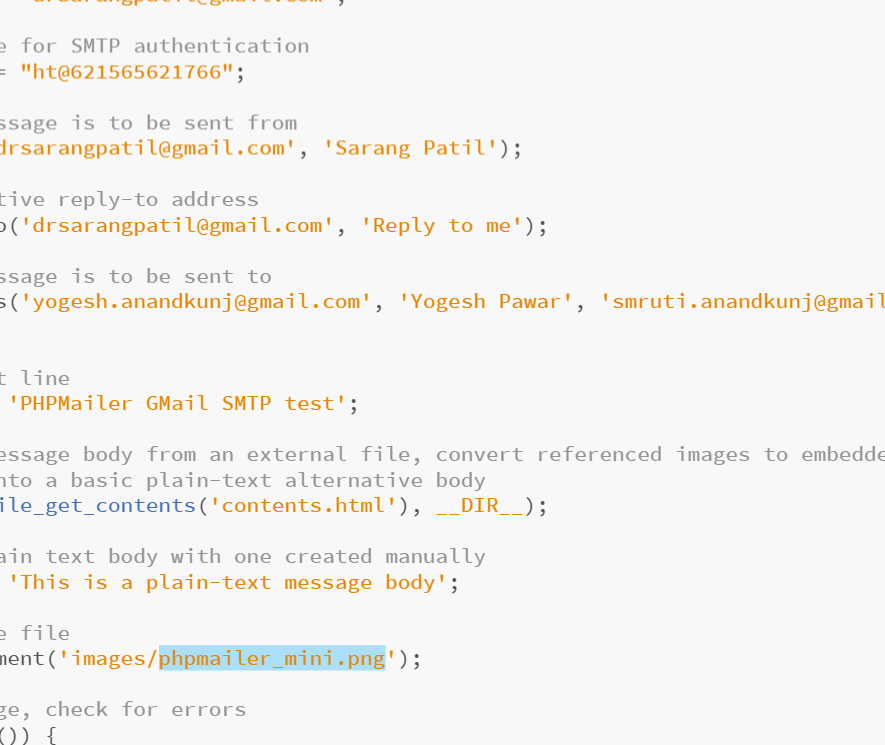 e for SMTP authentication
= "ht@621565621766";
ssage is to be sent from
drsarangpatil@gmail.com', 'Sarang Patil');
tive reply-to address
o('drsarangpatil@gmail.com', 'Reply to me');
ssage is to be sent to
s('yogesh.anandkunj@gmail.com', 'Yogesh Pawar', 'smruti.anandkunj@gmail
t line
'PHPMailer GMail SMTP test';
essage body from an external file, convert referenced images to embedde
nto a basic plain-text alternative body
ile_get_contents('contents.html'), __DIR__);
ain text body with one created manually
'This is a plain-text message body';
e file
ment('images/phpmailer_mini.png');
ge, check for errors
()) {